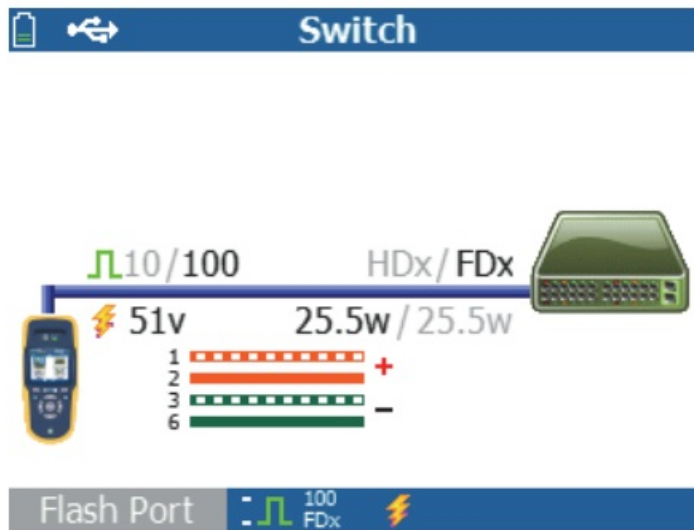 Switch
10/100 HDx/FDx
51v 25.5w/25.5w
1
+
2
3
−
6
Flash Port 100 FDx